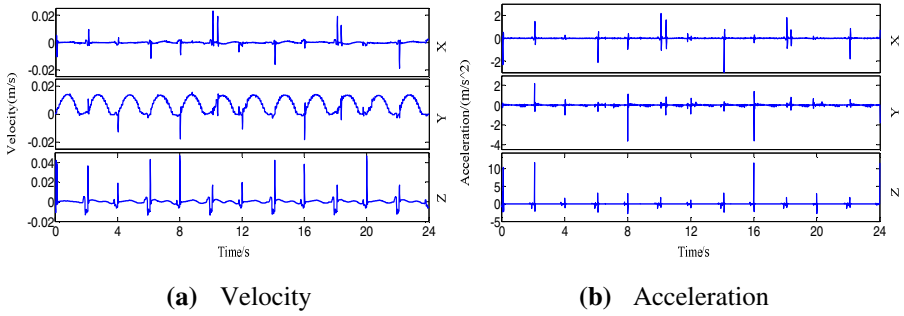 0.02
0
-0.02
X
0.02
0
-0.02
Y
0.04
0.02
0
-0.02
Z
Velocity/(m/s)
0 4 8 12 16 20 24
Time/s
(a) Velocity
2
0
-2
X
2
0
-2
-4
Y
10
5
0
-5
Z
Acceleration/(m/s^2)
0 4 8 12 16 20 24
Time/s
(b) Acceleration